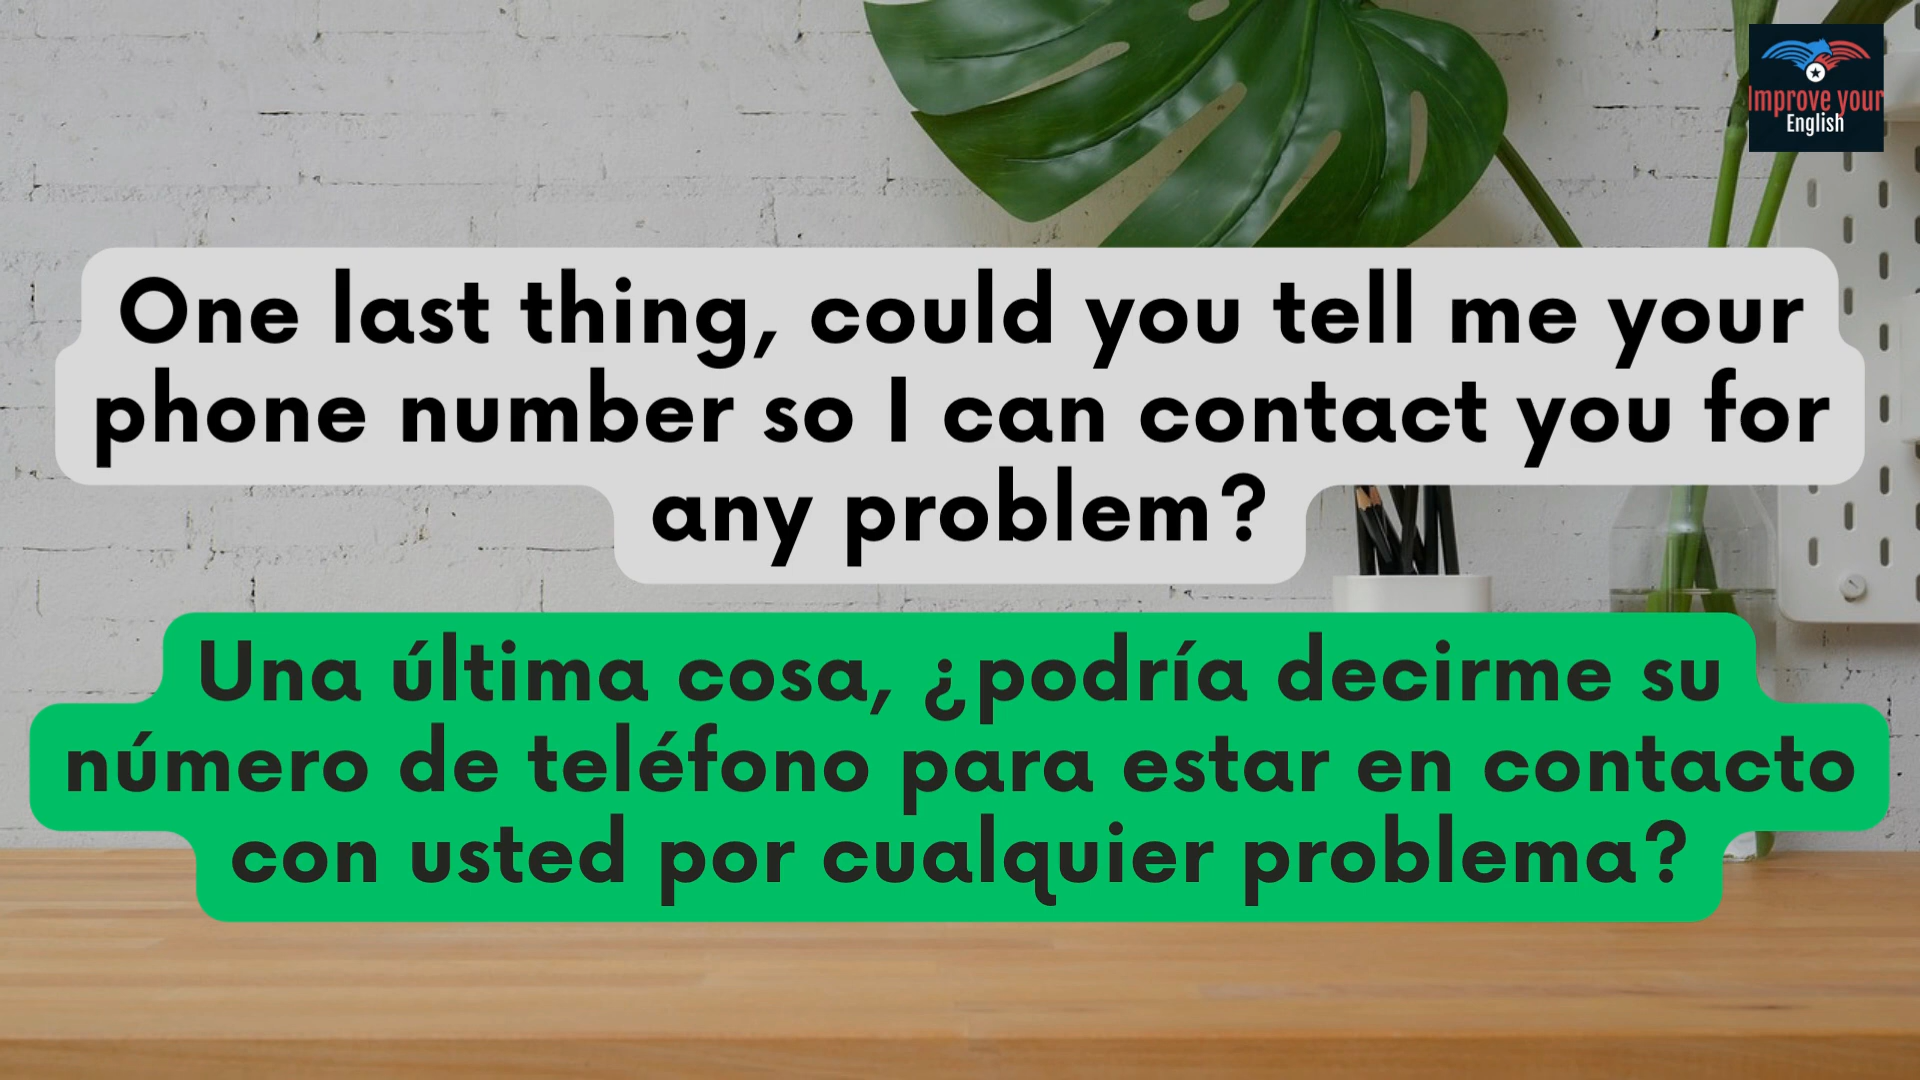 Improve your
English
One last thing, could you tell me your
phone number so I can contact you for
any problem?
Una última cosa, ¿podría decirme su
número de teléfono para estar en contacto
con usted por cualquier problema?